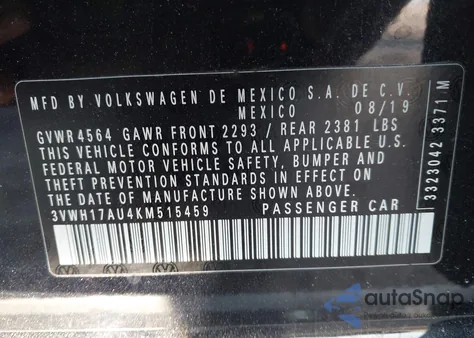 MFD BY VOLKSWAGEN DE MEXICO S.A. DE C.V.
MEXICO 08/19
GVWR 4564 GAWR FRONT 2293 / REAR 2381 LBS
THIS VEHICLE CONFORMS TO ALL APPLICABLE U.S.
FEDERAL MOTOR VEHICLE SAFETY, BUMPER AND
THEFT PREVENTION STANDARDS IN EFFECT ON
THE DATE OF MANUFACTURE SHOWN ABOVE.
3VWH17AU4KM515459 PASSENGER CAR
3323042 3371 M
autoSnap